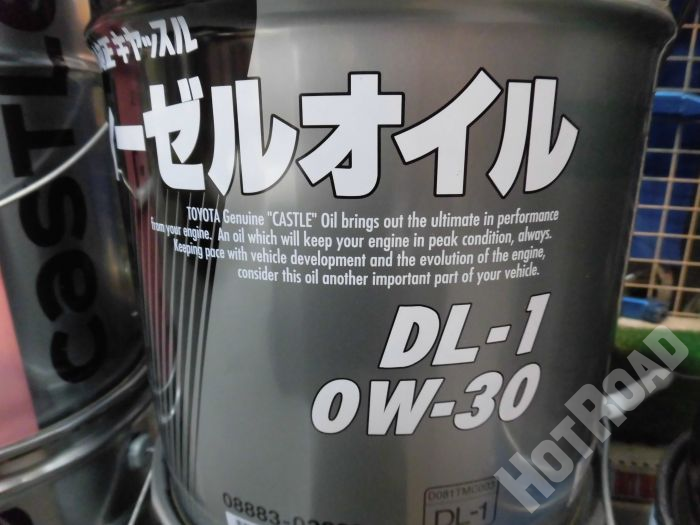 キャッスル
ーゼルオイル
TOYOTA Genuine "CASTLE" Oil brings out the ultimate in performance
from your engine. An oil which will keep your engine in peak condition, always.
Keeping pace with vehicle development and the evolution of the engine,
consider this oil another important part of your vehicle.
DL-1
0W-30
DL-1
CaSTLe
HOTROAD